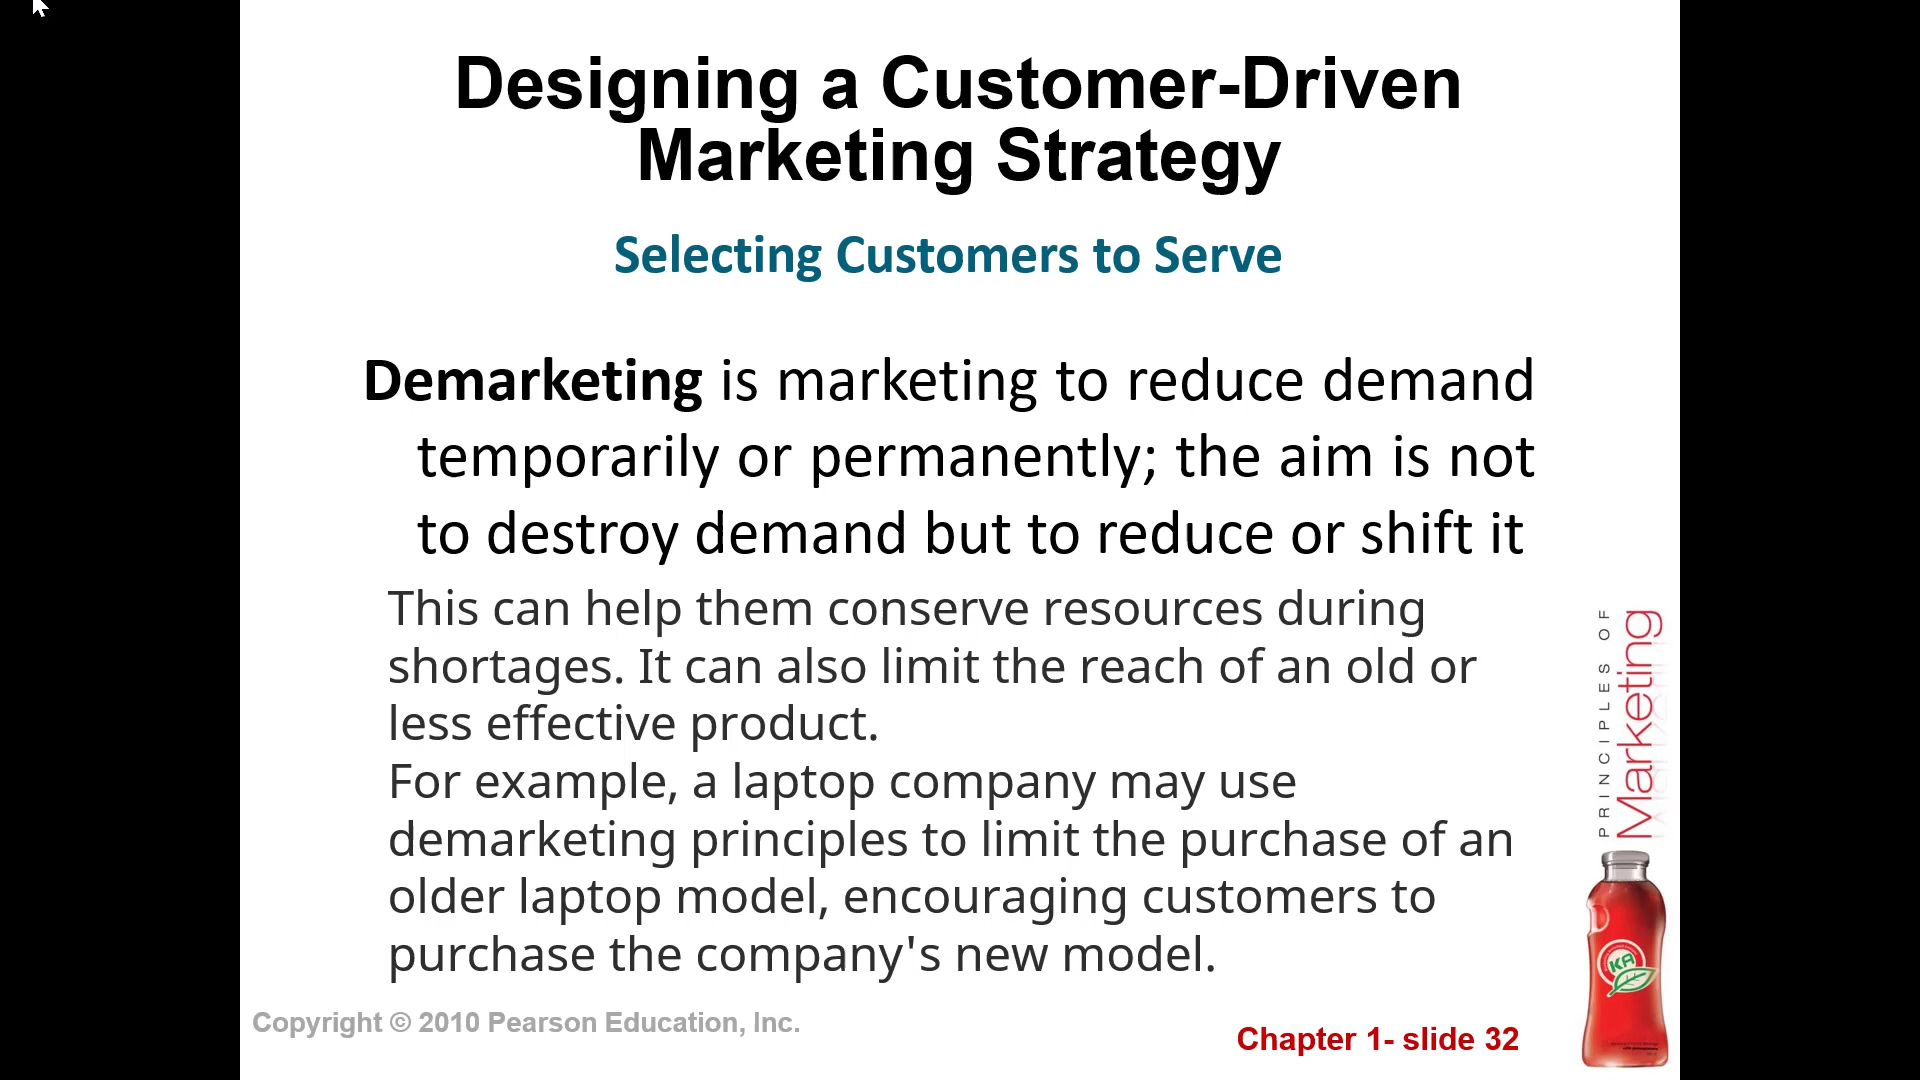 Designing a Customer-Driven
Marketing Strategy
Selecting Customers to Serve
Demarketing is marketing to reduce demand
temporarily or permanently; the aim is not
to destroy demand but to reduce or shift it
This can help them conserve resources during
shortages. It can also limit the reach of an old or
less effective product.
For example, a laptop company may use
demarketing principles to limit the purchase of an
older laptop model, encouraging customers to
purchase the company's new model.
PRINCIPLES OF
Marketing
KA
Copyright © 2010 Pearson Education, Inc.
Chapter 1- slide 32